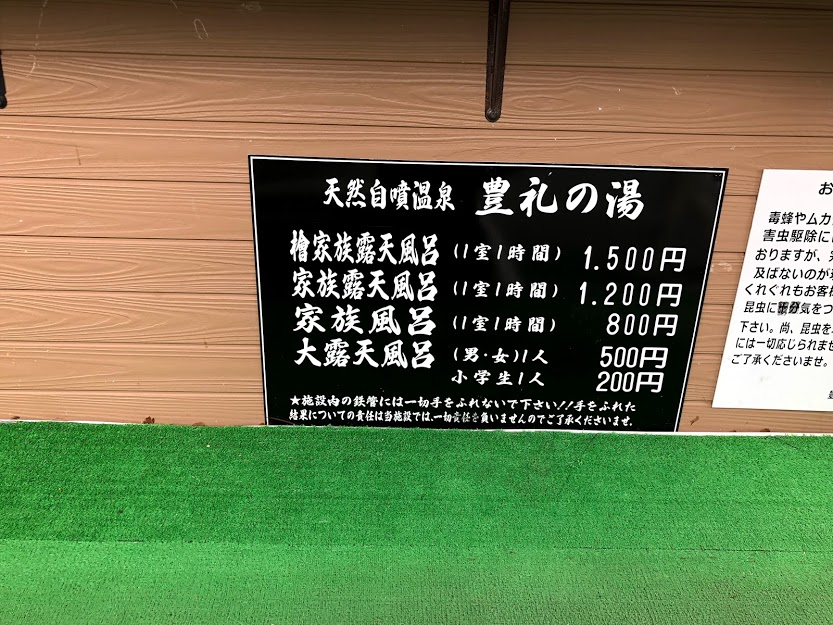 天然自噴温泉 豊礼の湯
檜家族露天風呂 (1室1時間) 1.500円
家族露天風呂 (1室1時間) 1.200円
家族風呂 (1室1時間) 800円
大露天風呂 (男・女)1人 500円
小学生1人 200円
★施設内の鉄管には一切手をふれないで下さい!!手をふれた
結果についての責任は当施設では、一切責任を負いませんのでご了承くださいませ。
お
毒蜂やムカ
害虫駆除に
おりますが、
及ばないのが
くれぐれもお客
昆虫に十分気をつ
下さい。尚、昆虫を
には一切応じられませ
ご了承くださいませ。